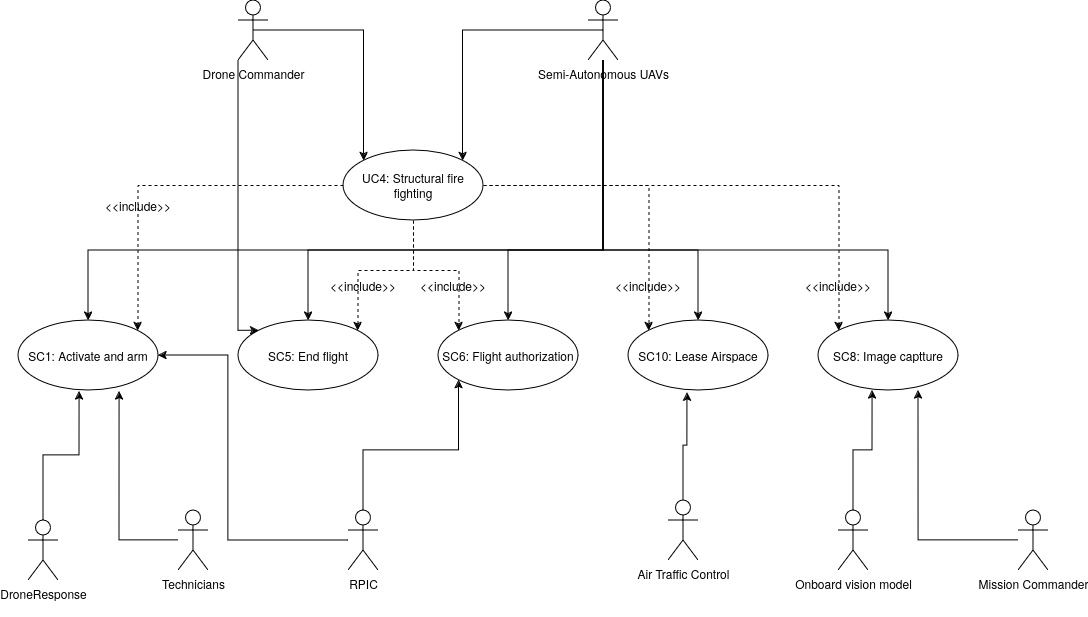 Drone Commander
Semi-Autonomous UAVs
UC4: Structural fire
fighting
<<include>>
<<include>>
<<include>>
<<include>>
<<include>>
SC1: Activate and arm
SC5: End flight
SC6: Flight authorization
SC10: Lease Airspace
SC8: Image captture
DroneResponse
Technicians
RPIC
Air Traffic Control
Onboard vision model
Mission Commander